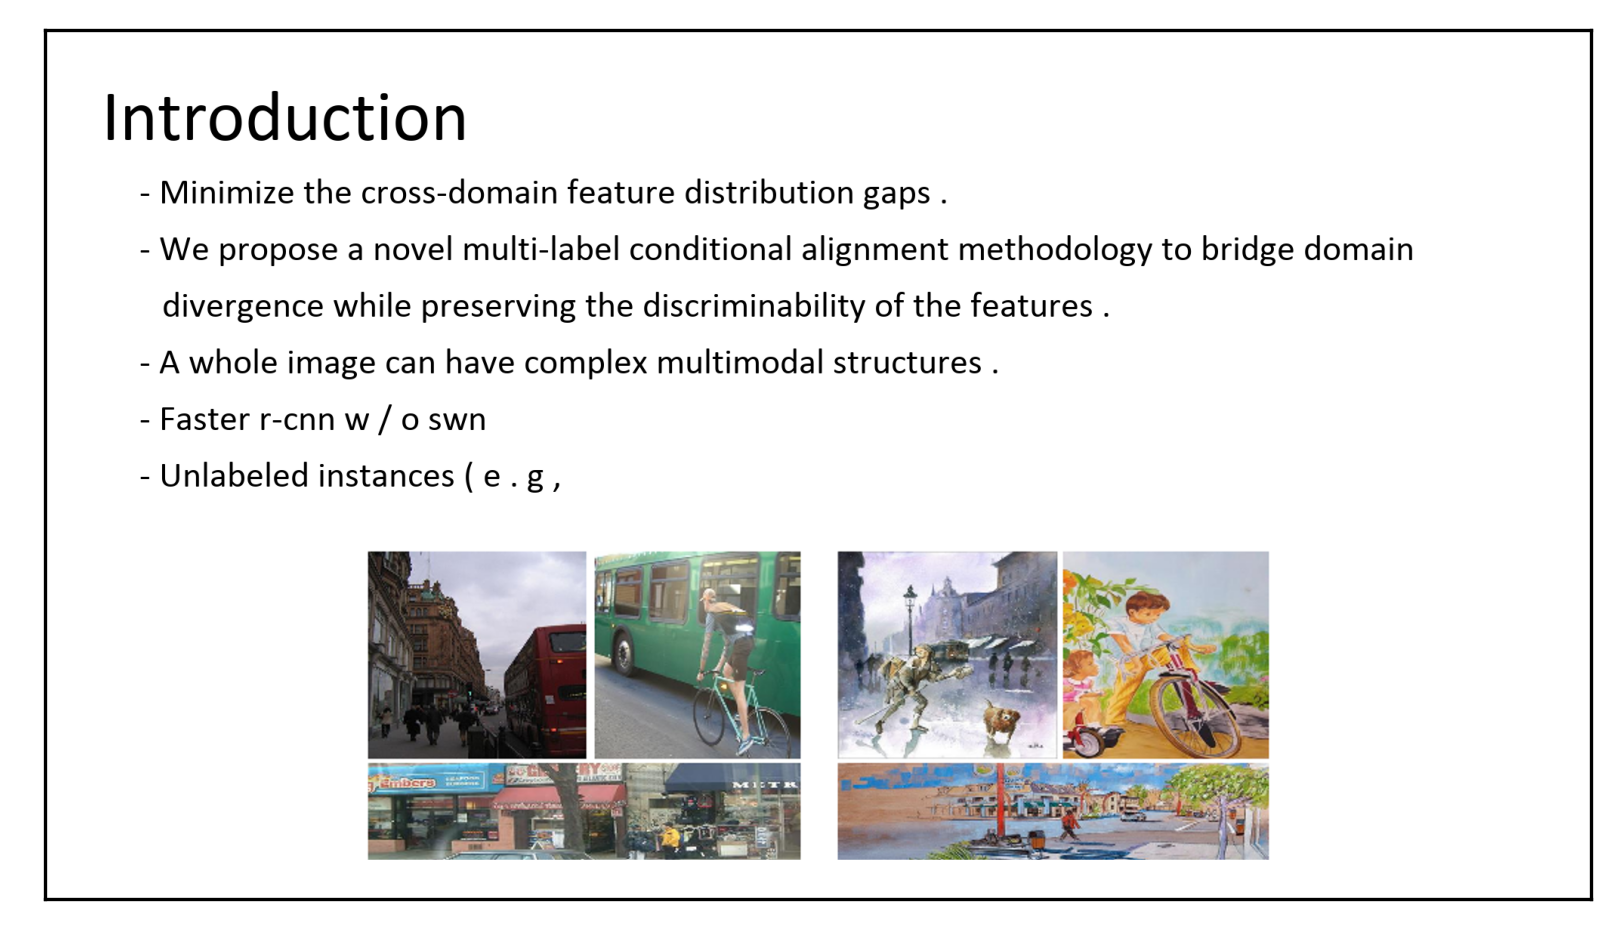 Introduction
- Minimize the cross-domain feature distribution gaps .
- We propose a novel multi-label conditional alignment methodology to bridge domain
divergence while preserving the discriminability of the features .
- A whole image can have complex multimodal structures .
- Faster r-cnn w / o swn
- Unlabeled instances ( e . g ,
METR